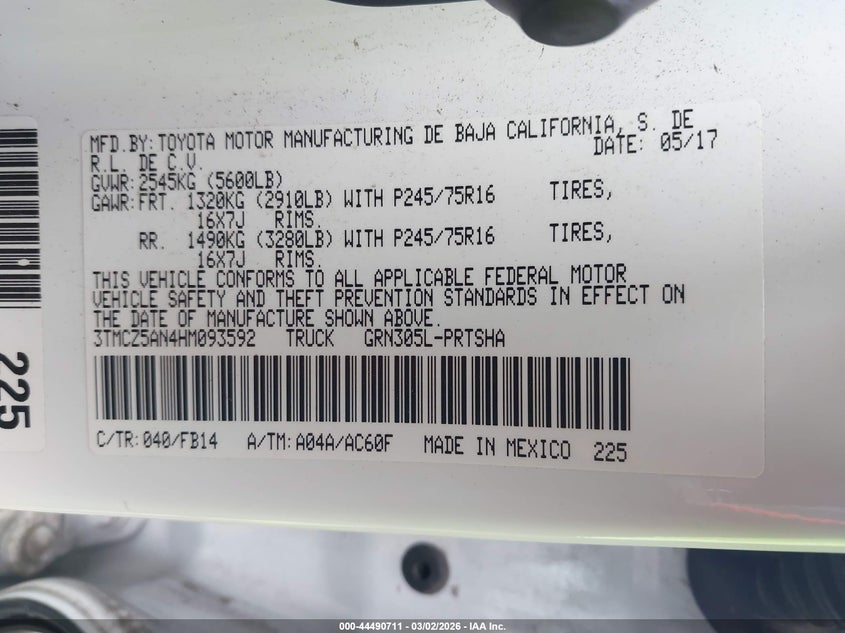 MFD.BY:TOYOTA MOTOR MANUFACTURING DE BAJA CALIFORNIA, S. DE
R.L. DE C.V. DATE: 05/17
GVWR:2545KG (5600LB)
GAWR:FRT. 1320KG (2910LB) WITH P245/75R16 TIRES,
16X7J RIMS.
RR. 1490KG (3280LB) WITH P245/75R16 TIRES,
16X7J RIMS.
THIS VEHICLE CONFORMS TO ALL APPLICABLE FEDERAL MOTOR
VEHICLE SAFETY AND THEFT PREVENTION STANDARDS IN EFFECT ON
THE DATE OF MANUFACTURE SHOWN ABOVE.
3TMCZ5AN4HM093592 TRUCK GRN305L-PRTSHA
C/TR:040/FB14 A/TM:A04A/AC60F MADE IN MEXICO 225
225
000-44490711 - 03/02/2026 - IAA Inc.